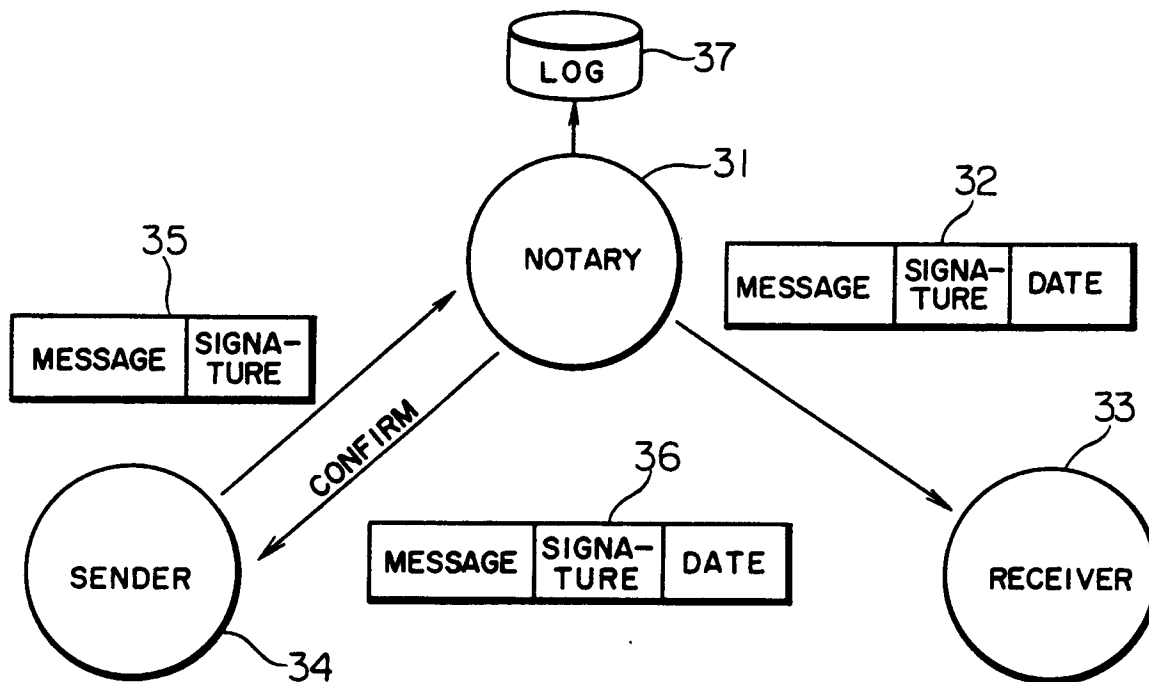 LOG
37
31
NOTARY
32
MESSAGE
SIGNA-
TURE
DATE
35
MESSAGE
SIGNA-
TURE
CONFIRM
33
36
MESSAGE
SIGNA-
TURE
DATE
SENDER
RECEIVER
34